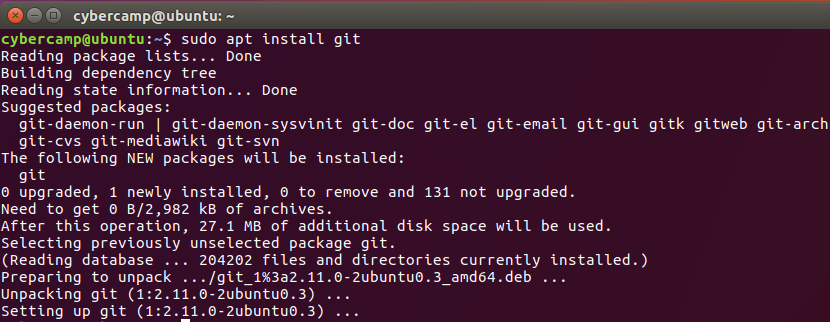 cybercamp@ubuntu: ~
cybercamp@ubuntu:~$ sudo apt install git
Reading package lists... Done
Building dependency tree
Reading state information... Done
Suggested packages:
  git-daemon-run | git-daemon-sysvinit git-doc git-el git-email git-gui gitk gitweb git-arch
  git-cvs git-mediawiki git-svn
The following NEW packages will be installed:
  git
0 upgraded, 1 newly installed, 0 to remove and 131 not upgraded.
Need to get 0 B/2,982 kB of archives.
After this operation, 27.1 MB of additional disk space will be used.
Selecting previously unselected package git.
(Reading database ... 204202 files and directories currently installed.)
Preparing to unpack .../git_1%3a2.11.0-2ubuntu0.3_amd64.deb ...
Unpacking git (1:2.11.0-2ubuntu0.3) ...
Setting up git (1:2.11.0-2ubuntu0.3) ...